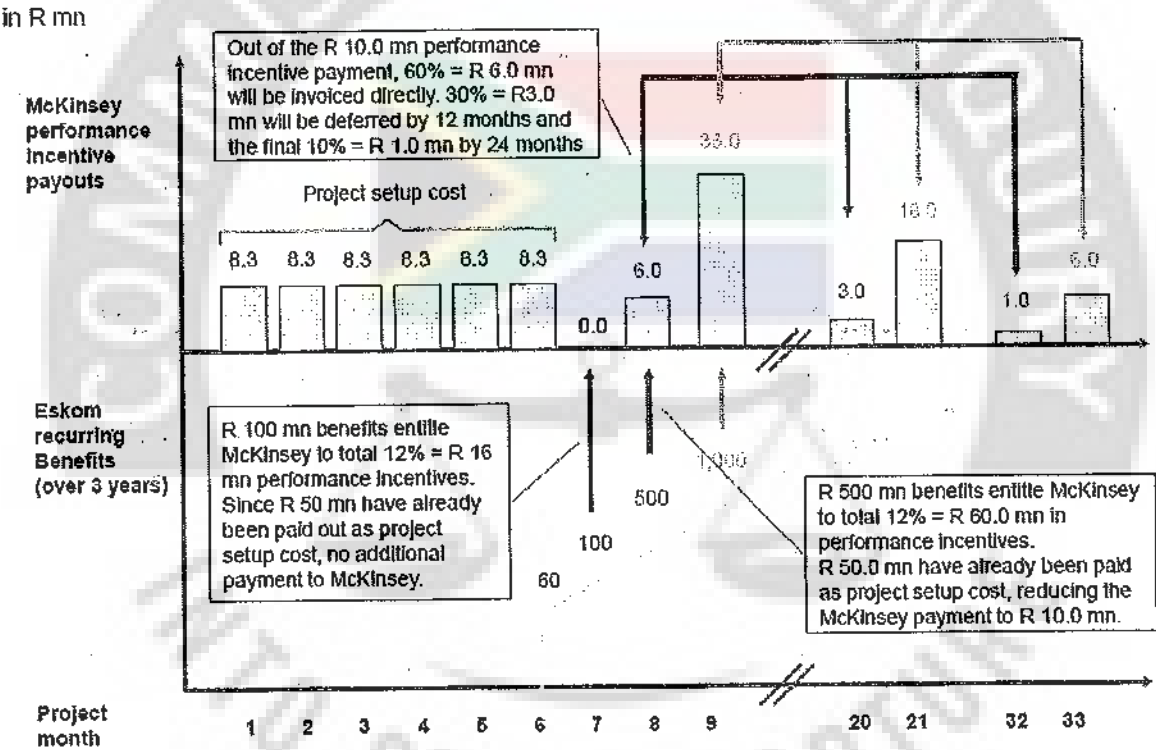 in R mn
McKinsey
performance
incentive
payouts
Out of the R 10.0 mn performance
incentive payment, 60% = R 6.0 mn
will be invoiced directly. 30% = R3.0
mn will be deferred by 12 months and
the final 10% = R 1.0 mn by 24 months
Project setup cost
8.3 8.3 8.3 8.3 8.3 8.3
0.0
6.0
3.0
1.0
6.0
Eskom
recurring
Benefits
(over 3 years)
R 100 mn benefits entitle
McKinsey to total 12% = R 16
mn performance incentives.
Since R 50 mn have already
been paid out as project
setup cost, no additional
payment to McKinsey.
60
100
500
1,000
R 500 mn benefits entitle McKinsey
to total 12% = R 60.0 mn in
performance incentives.
R 50.0 mn have already been paid
as project setup cost, reducing the
McKinsey payment to R 10.0 mn.
Project
month
1 2 3 4 5 6 7 8 9 20 21 32 33